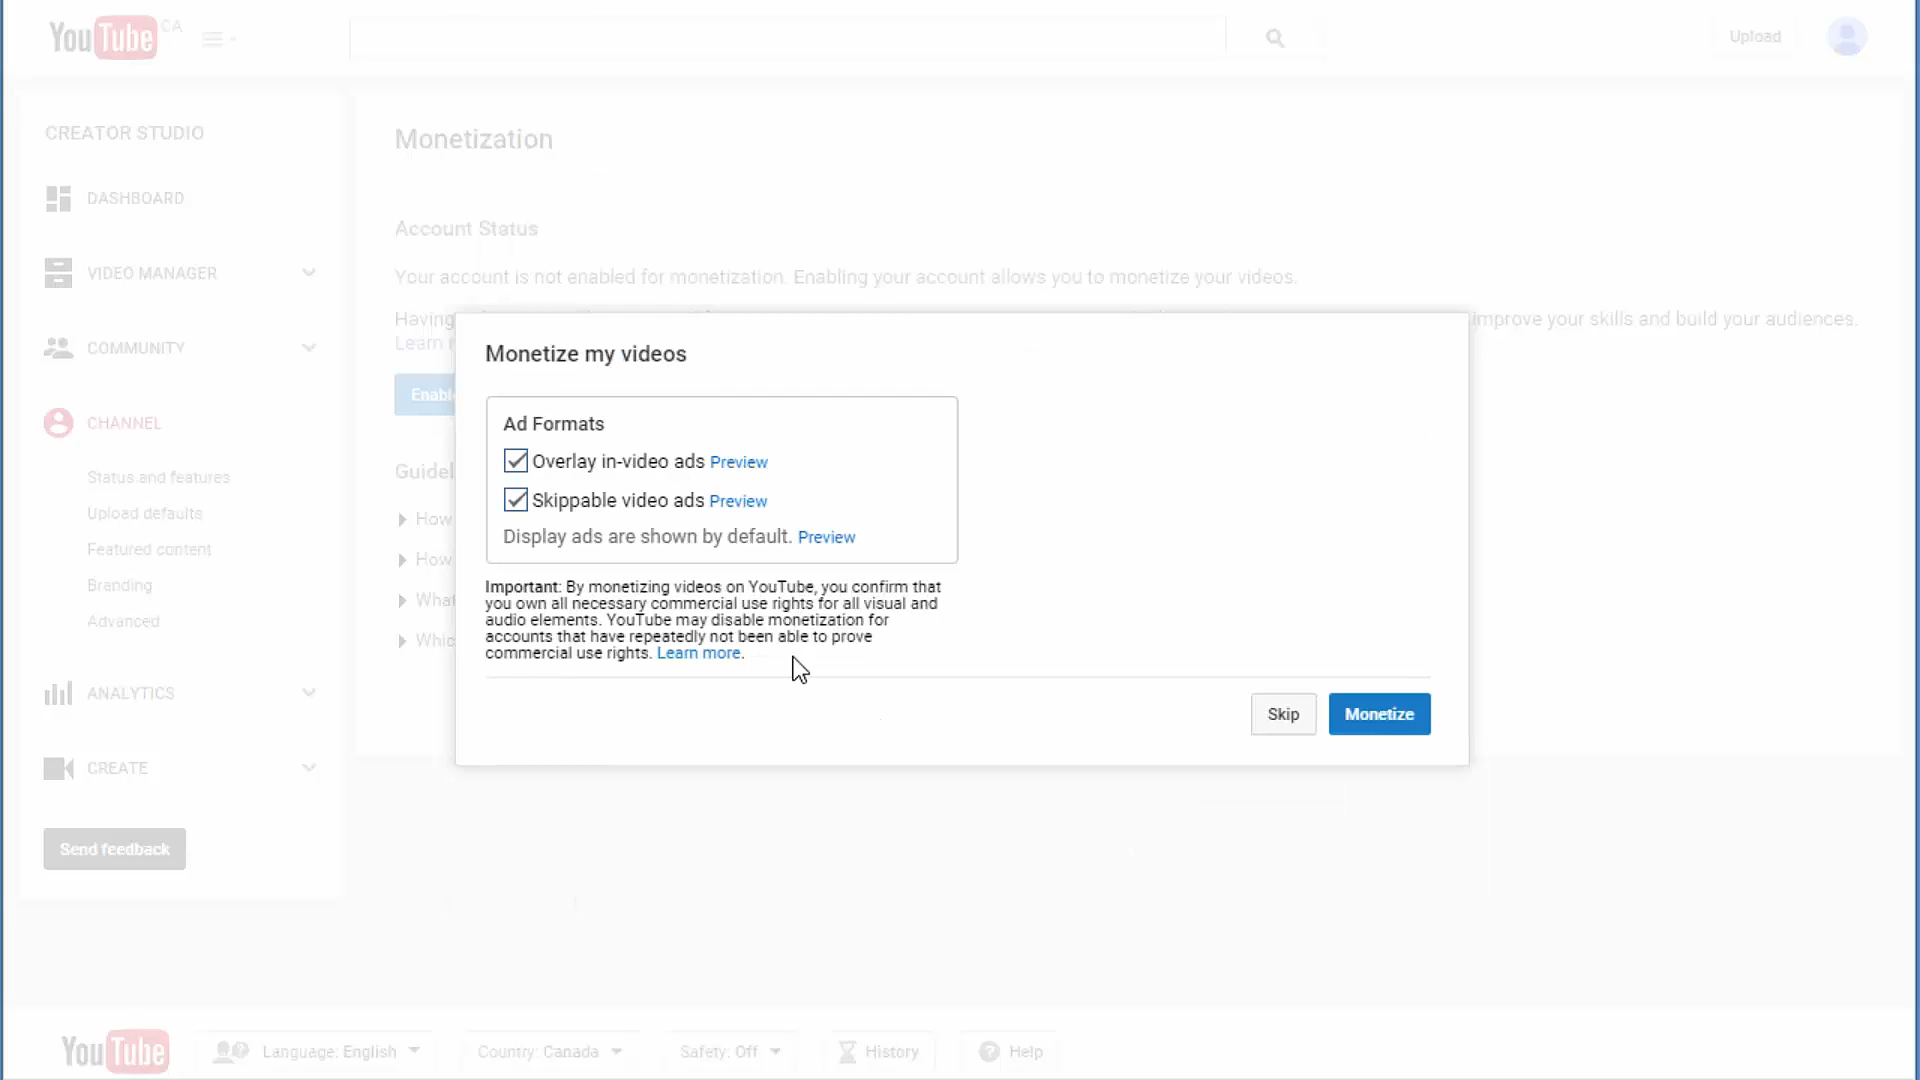 YouTube CA
Upload
CREATOR STUDIO
DASHBOARD
VIDEO MANAGER
COMMUNITY
CHANNEL
Status and features
Upload defaults
Featured content
Branding
Advanced
ANALYTICS
CREATE
Send feedback
Monetization
Account Status
Your account is not enabled for monetization. Enabling your account allows you to monetize your videos.
Having improve your skills and build your audiences.
Learn
Guidel
How
How
What
Monetize my videos
Ad Formats
Overlay in-video ads Preview
Skippable video ads Preview
Display ads are shown by default. Preview
Important: By monetizing videos on YouTube, you confirm that
you own all necessary commercial use rights for all visual and
audio elements. YouTube may disable monetization for
accounts that have repeatedly not been able to prove
commercial use rights. Learn more.
Skip
Monetize
YouTube
Language: English
Country: Canada
Safety: Off
History
Help